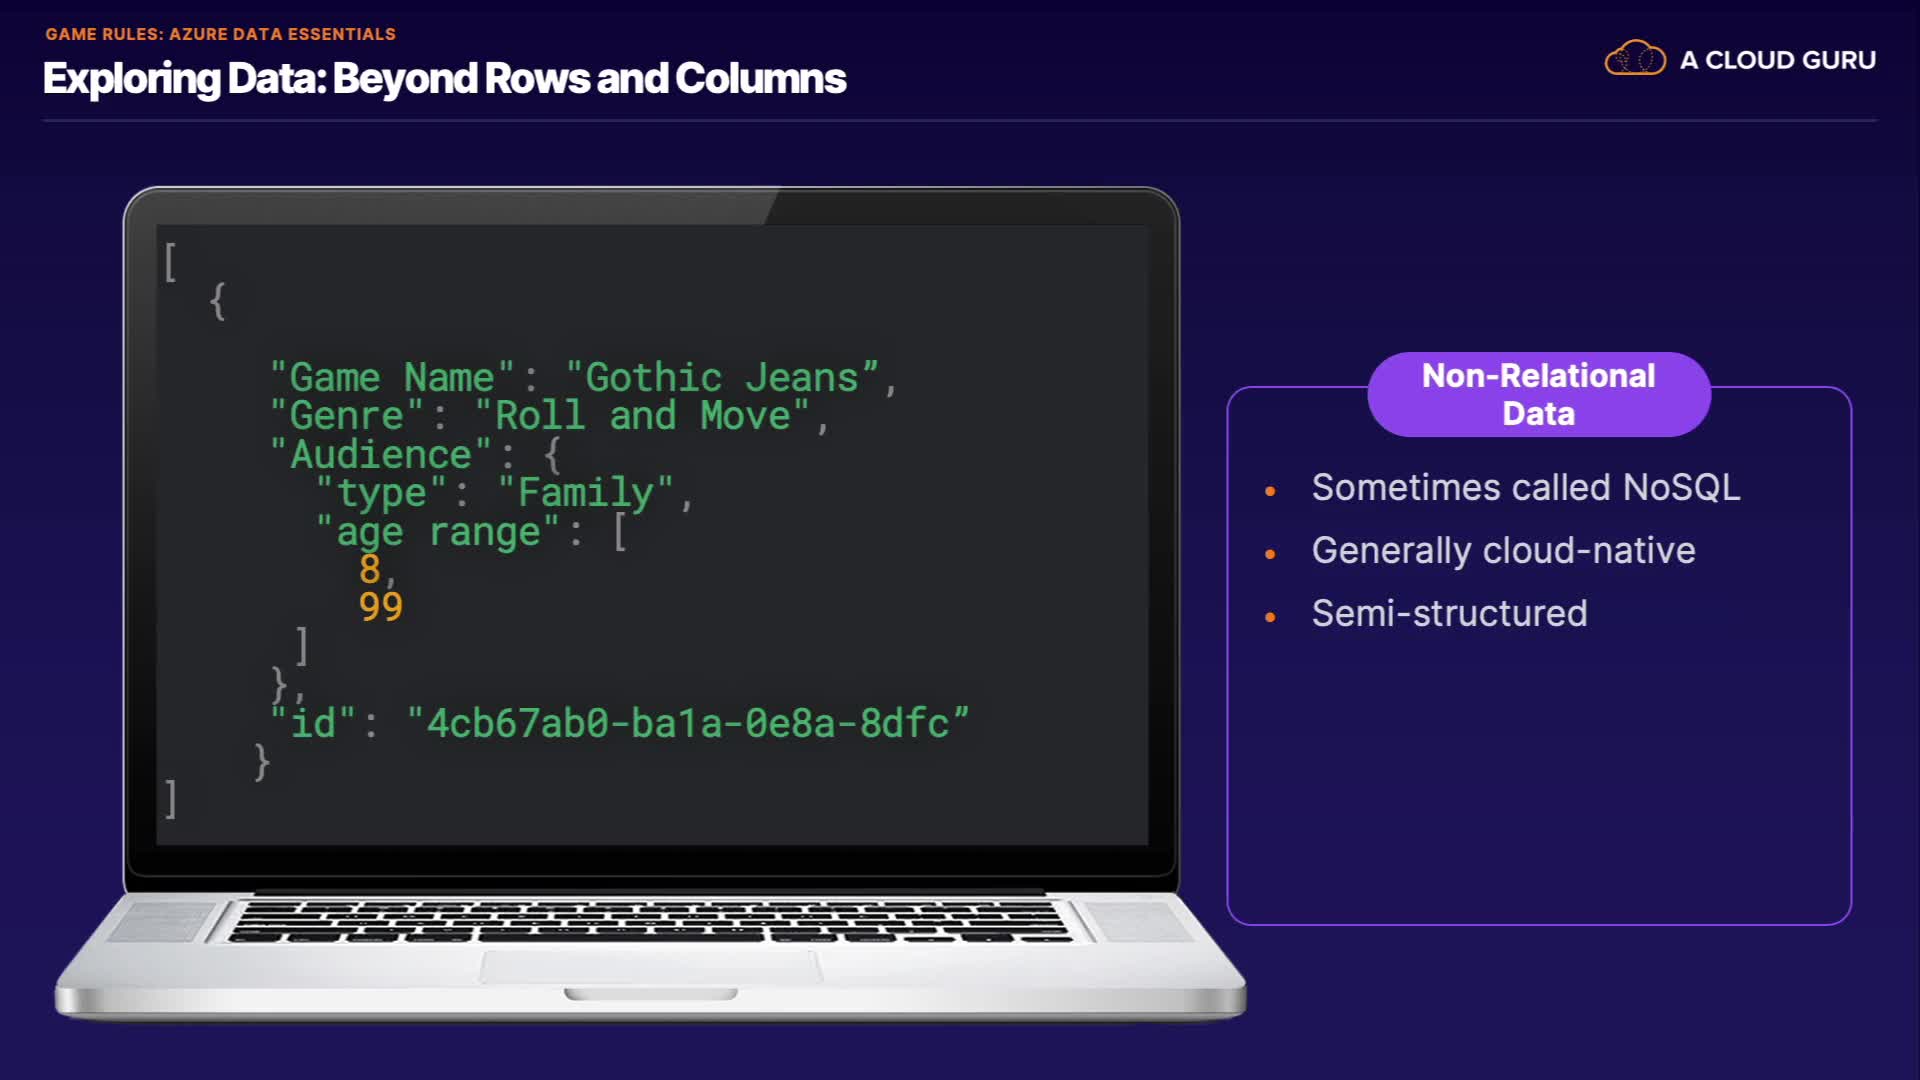 GAME RULES: AZURE DATA ESSENTIALS
Exploring Data: Beyond Rows and Columns
A CLOUD GURU
[
{
"Game Name": "Gothic Jeans”,
"Genre": "Roll and Move",
"Audience": {
"type": "Family",
"age range": [
8,
99
]
},
"id": "4cb67ab0-ba1a-0e8a-8dfc”
}
]
Non-Relational
Data
• Sometimes called NoSQL
• Generally cloud-native
• Semi-structured